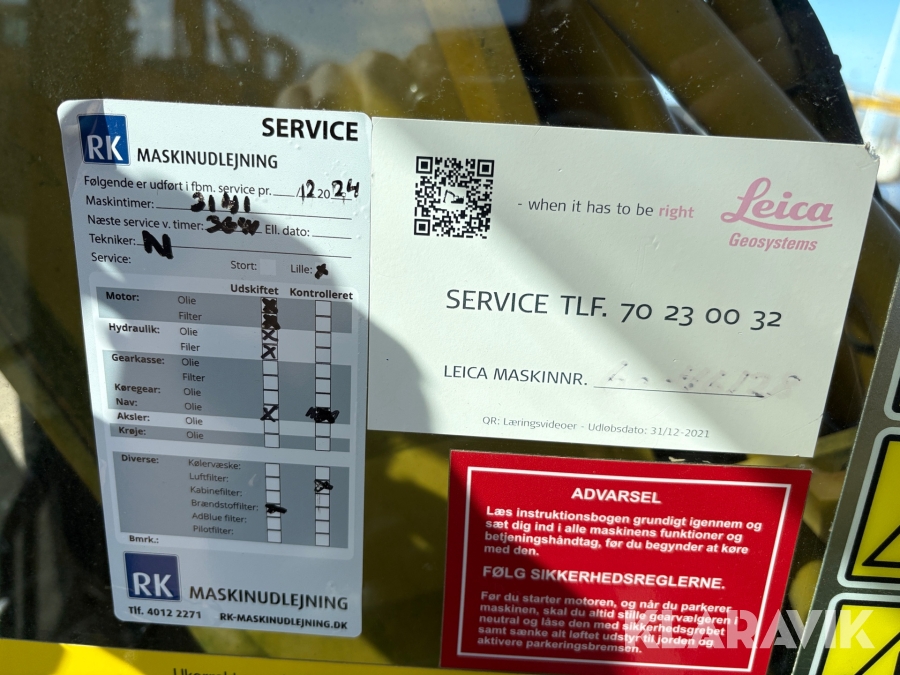 RK MASKINUDLEJNING
SERVICE
Følgende er udført i fbm. service pr. /12 2024
Maskintimer: 3141
Næste service v. timer: Ell. dato:
Tekniker: N
Service: Stort: Lille: x
Udskiftet Kontrolleret
Motor: Olie
Filter
Hydraulik: Olie
Filer
Gearkasse: Olie
Filter
Køregear: Olie
Nav: Olie
Aksler: Olie
Krøje: Olie
Diverse: Kølervæske:
Luftfilter:
Kabinefilter:
Brændstoffilter:
AdBlue filter:
Pilotfilter:
Bmrk.:
RK MASKINUDLEJNING
Tlf. 4012 2271 RK-MASKINUDLEJNING.DK
- when it has to be right
Leica
Geosystems
SERVICE TLF. 70 23 00 32
LEICA MASKINNR.
QR: Læringsvideoer - Udløbsdato: 31/12-2021
ADVARSEL
Læs instruktionsbogen grundigt igennem og
sæt dig ind i alle maskinens funktioner og
betjeningshåndtag, før du begynder at køre
med den.
FØLG SIKKERHEDSREGLERNE.
Før du starter motoren, og når du parkerer
maskinen, skal du altid stille gearvælgeren i
neutral og låse den med sikkerhedsgrebet
samt sænke alt løftet udstyr til jorden og
aktivere parkeringsbremsen.
KLARAVIK